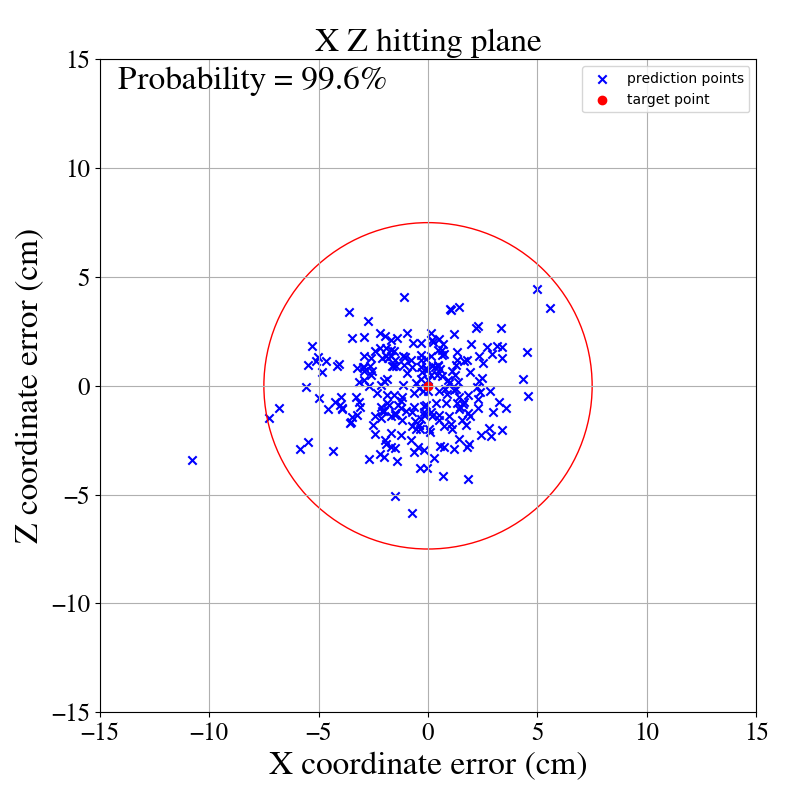 X Z hitting plane
Probability = 99.6%
prediction points
target point
15
10
5
0
−5
−10
−15
Z coordinate error (cm)
−15 −10 −5 0 5 10 15
X coordinate error (cm)